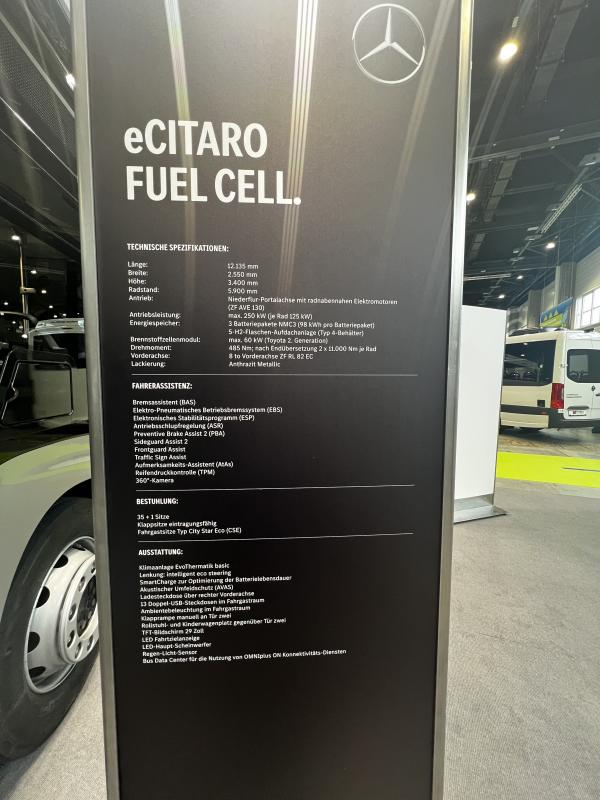 eCITARO
FUEL CELL.
TECHNISCHE SPEZIFIKATIONEN:
Länge: 12.135 mm
Breite: 2.550 mm
Höhe: 3.400 mm
Radstand: 5.900 mm
Antrieb: Niederflur-Portalachse mit radnabennahen Elektromotoren
(ZF AVE 130)
Antriebsleistung: max. 250 kW (je Rad 125 kW)
Energiespeicher: 3 Batteriepakete NMC3 (98 kWh pro Batteriepaket)
5-H2-Flaschen-Aufdachanlage (Typ 4-Behälter)
Brennstoffzellenmodul: max. 60 kW (Toyota 2. Generation)
Drehmoment: 485 Nm; nach Endübersetzung 2 x 11.000 Nm je Rad
Vorderachse: 8 to Vorderachse ZF RL 82 EC
Lackierung: Anthrazit Metallic
FAHRERASSISTENZ:
Bremsassistent (BAS)
Elektro-Pneumatisches Betriebsbremssystem (EBS)
Elektronisches Stabilitätsprogramm (ESP)
Antriebsschlupfregelung (ASR)
Preventive Brake Assist 2 (PBA)
Sideguard Assist 2
Frontguard Assist
Traffic Sign Assist
Aufmerksamkeits-Assistent (AtAs)
Reifendruckkontrolle (TPM)
360°-Kamera
BESTUHLUNG:
35 + 1 Sitze
Klappsitze eintragungsfähig
Fahrgastsitze Typ City Star Eco (CSE)
AUSSTATTUNG:
Klimaanlage EvoThermatik basic
Lenkung: intelligent eco steering
SmartCharge zur Optimierung der Batterielebensdauer
Akustischer Umfeldschutz (AVAS)
Ladesteckdose über rechter Vorderachse
13 Doppel-USB-Steckdosen im Fahrgastraum
Ambientebeleuchtung im Fahrgastraum
Klapprampe manuell an Tür zwei
Rollstuhl- und Kinderwagenplatz gegenüber Tür zwei
TFT-Bildschirm 29 Zoll
LED Fahrtzielanzeige
LED-Haupt-Scheinwerfer
Regen-Licht-Sensor
Bus Data Center für die Nutzung von OMNIplus ON Konnektivitäts-Diensten